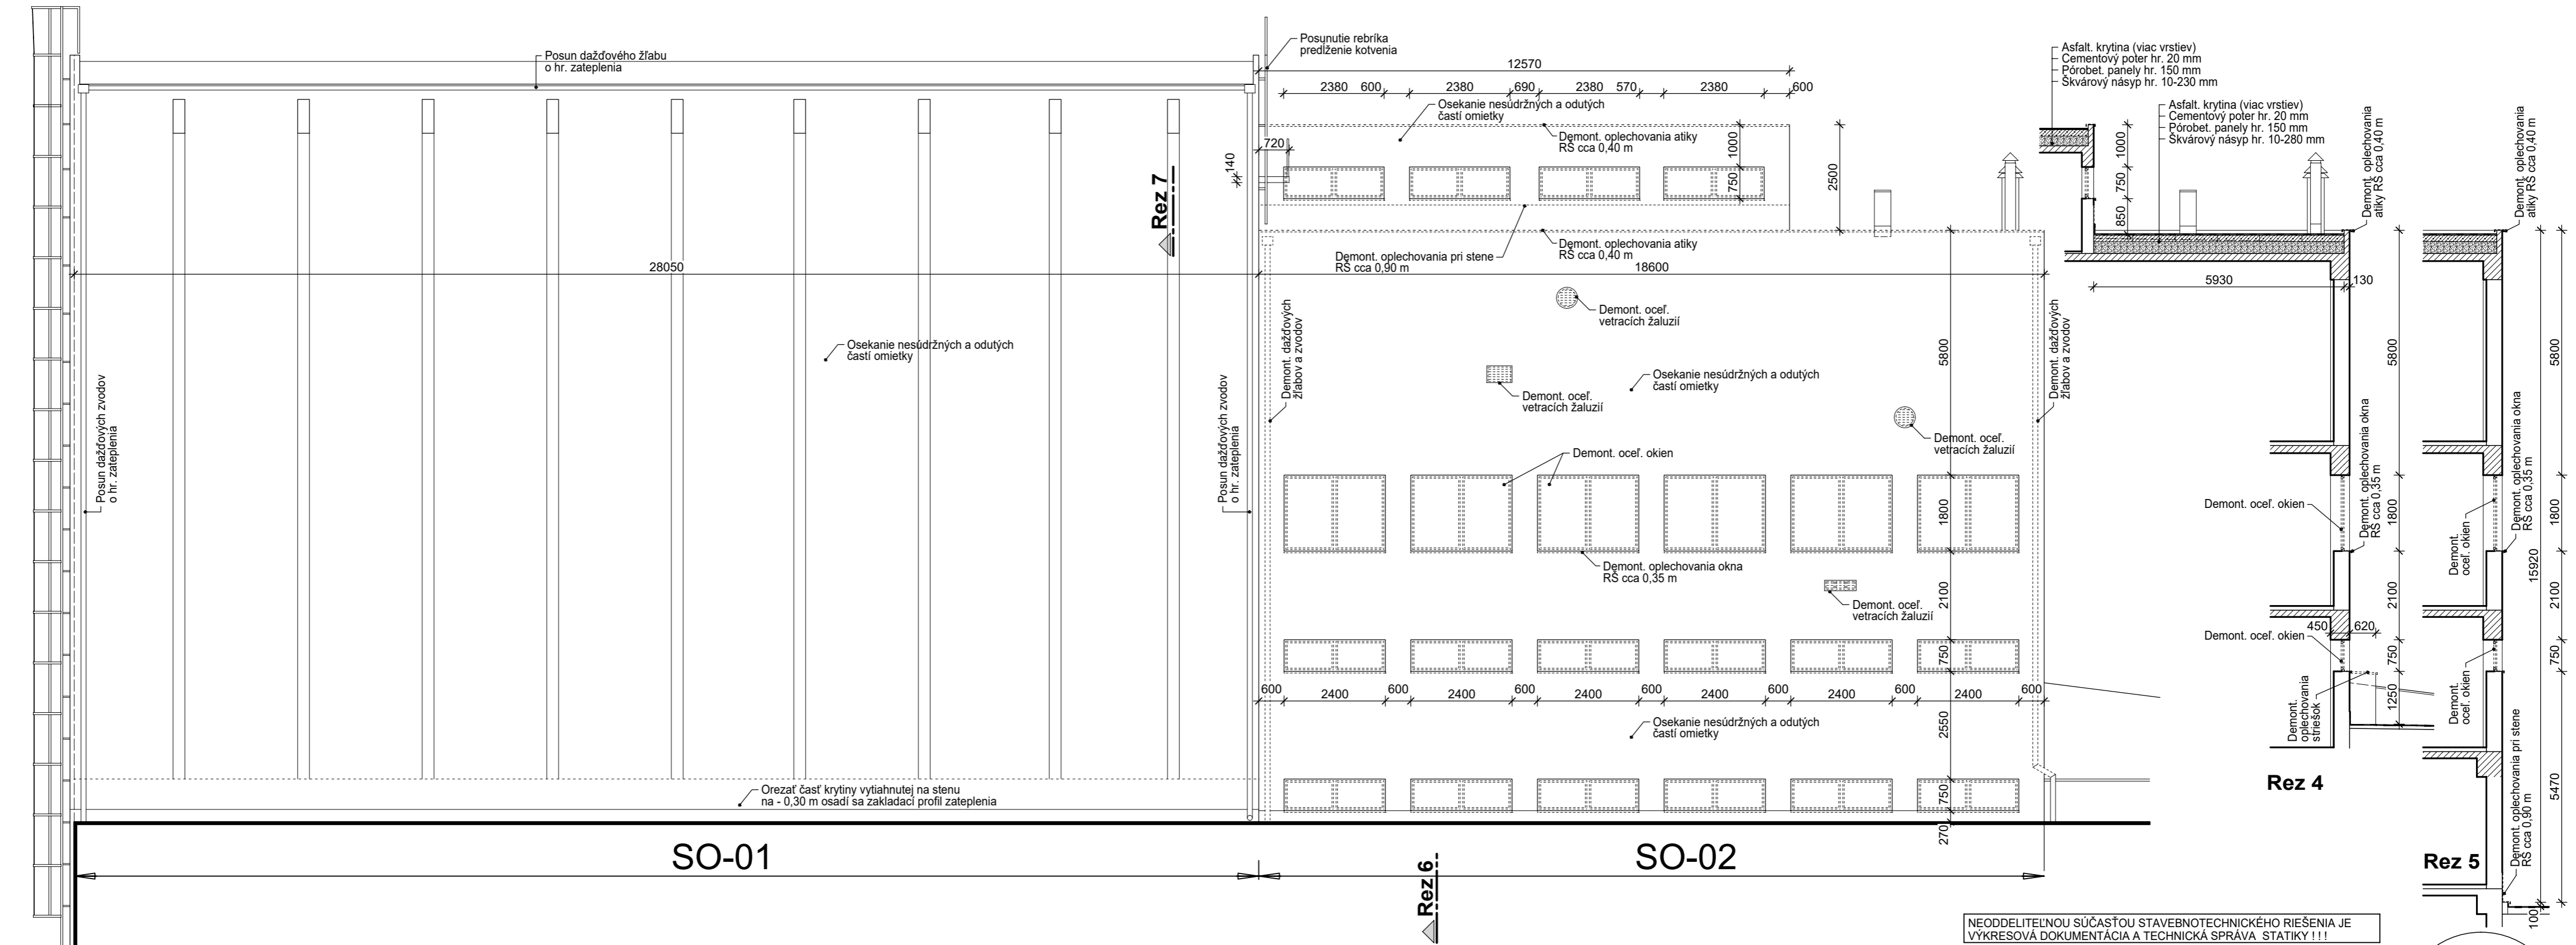 Posun dažďového žľabu
o hr. zateplenia
Posunutie rebríka
predĺženie kotvenia
12570
2380
600
2380
690
2380
570
2380
600
Osekanie nesúdržných a odutých
častí omietky
Demont. oplechovania atiky
RŠ cca 0,40 m
720
140
1000
750
2500
Rez 7
Demont. oplechovania pri stene
RŠ cca 0,90 m
Demont. oplechovania atiky
RŠ cca 0,40 m
28050
18600
Demont. oceľ.
vetracích žaluzií
Demont. dažďových
žľabov a zvodov
Osekanie nesúdržných a odutých
častí omietky
Osekanie nesúdržných a odutých
častí omietky
Demont. oceľ.
vetracích žaluzií
Demont. oceľ.
vetracích žaluzií
Demont. oceľ. okien
Posun dažďových zvodov
o hr. zateplenia
Posun dažďových zvodov
o hr. zateplenia
Demont. dažďových
žľabov a zvodov
Demont. oplechovania okna
RŠ cca 0,35 m
Demont. oceľ.
vetracích žaluzií
5800
1800
2100
750
2550
750
270
600
2400
600
2400
600
2400
600
2400
600
2400
600
2400
600
Osekanie nesúdržných a odutých
častí omietky
Orezať časť krytiny vytiahnutej na stenu
na - 0,30 m osadí sa zakladací profil zateplenia
SO-01
SO-02
Rez 6
Asfalt. krytina (viac vrstiev)
Cementový poter hr. 20 mm
Pórobet. panely hr. 150 mm
Škvárový násyp hr. 10-230 mm
Asfalt. krytina (viac vrstiev)
Cementový poter hr. 20 mm
Pórobet. panely hr. 150 mm
Škvárový násyp hr. 10-280 mm
1000
750
850
Demont. oplechovania
atiky RŠ cca 0,40 m
5930
130
5800
Demont. oplechovania okna
RŠ cca 0,35 m
Demont. oceľ. okien
1800
2100
450
620
Demont. oceľ. okien
750
1250
Demont.
oplechovania
striešok
Rez 4
Demont. oplechovania
atiky RŠ cca 0,40 m
5800
Demont. oplechovania okna
RŠ cca 0,35 m
Demont.
oceľ. okien
1800
15920
2100
750
Demont.
oceľ. okien
5470
Demont. oplechovania pri stene
RŠ cca 0,90 m
100
Rez 5
NEODDELITEĽNOU SÚČASŤOU STAVEBNOTECHNICKÉHO RIEŠENIA JE
VÝKRESOVÁ DOKUMENTÁCIA A TECHNICKÁ SPRÁVA STATIKY ! ! !